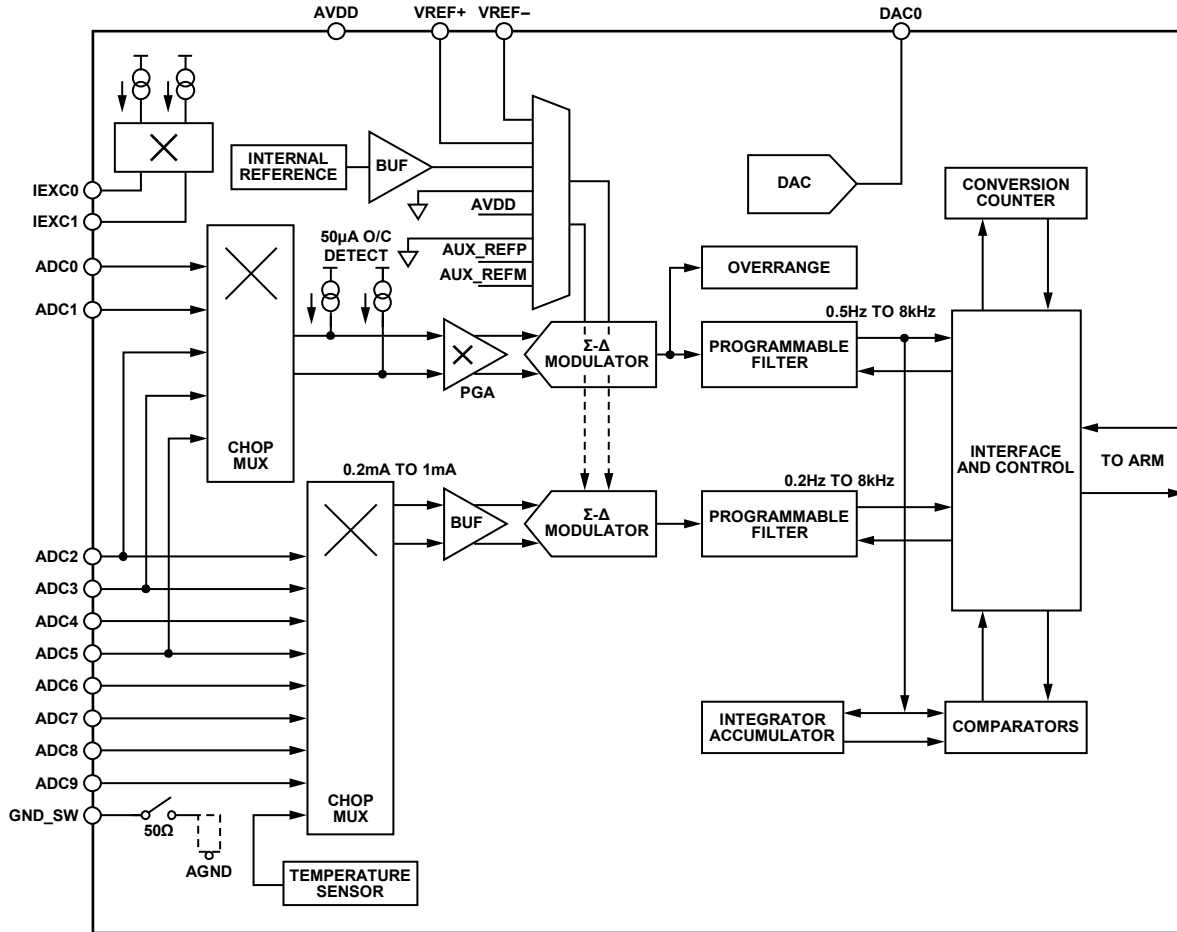 AVDD
VREF+
VREF–
DAC0
IEXC0
IEXC1
ADC0
ADC1
INTERNAL
REFERENCE
BUF
AVDD
AUX_REFP
AUX_REFM
50µA O/C
DETECT
DAC
CONVERSION
COUNTER
OVERRANGE
0.5Hz TO 8kHz
PGA
Σ-Δ
MODULATOR
PROGRAMMABLE
FILTER
CHOP
MUX
INTERFACE
AND CONTROL
TO ARM
0.2mA TO 1mA
0.2Hz TO 8kHz
BUF
Σ-Δ
MODULATOR
PROGRAMMABLE
FILTER
ADC2
ADC3
ADC4
ADC5
ADC6
ADC7
ADC8
ADC9
GND_SW
50Ω
AGND
CHOP
MUX
TEMPERATURE
SENSOR
INTEGRATOR
ACCUMULATOR
COMPARATORS